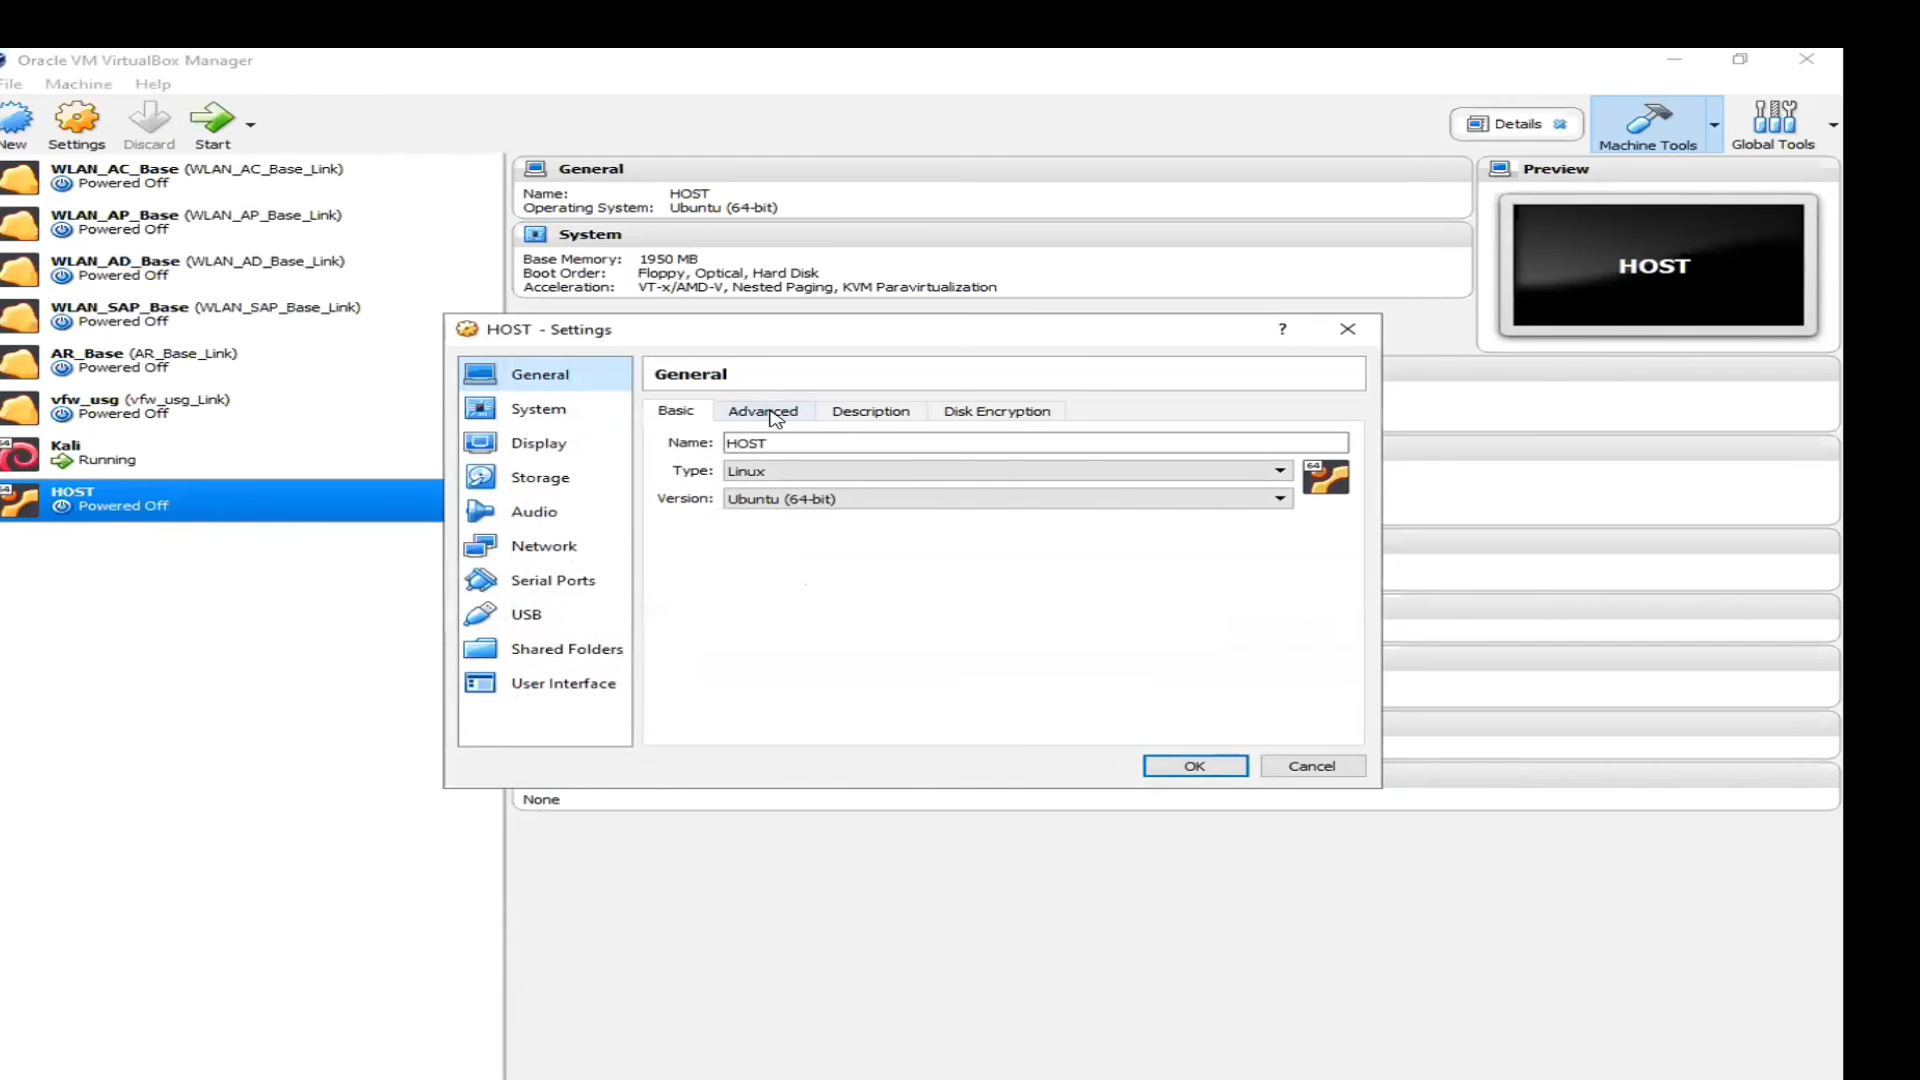 Oracle VM VirtualBox Manager
File Machine Help
New Settings Discard Start
Details
Machine Tools
Global Tools
WLAN_AC_Base (WLAN_AC_Base_Link)
Powered Off
WLAN_AP_Base (WLAN_AP_Base_Link)
Powered Off
WLAN_AD_Base (WLAN_AD_Base_Link)
Powered Off
WLAN_SAP_Base (WLAN_SAP_Base_Link)
Powered Off
AR_Base (AR_Base_Link)
Powered Off
vfw_usg (vfw_usg_Link)
Powered Off
64
Kali
Running
64
HOST
Powered Off
General
Name: HOST
Operating System: Ubuntu (64-bit)
System
Base Memory: 1950 MB
Boot Order: Floppy, Optical, Hard Disk
Acceleration: VT-x/AMD-V, Nested Paging, KVM Paravirtualization
Preview
HOST
HOST - Settings
?
General
System
Display
Storage
Audio
Network
Serial Ports
USB
Shared Folders
User Interface
General
Basic Advanced Description Disk Encryption
Name: HOST
Type: Linux
64
Version: Ubuntu (64-bit)
OK Cancel
None